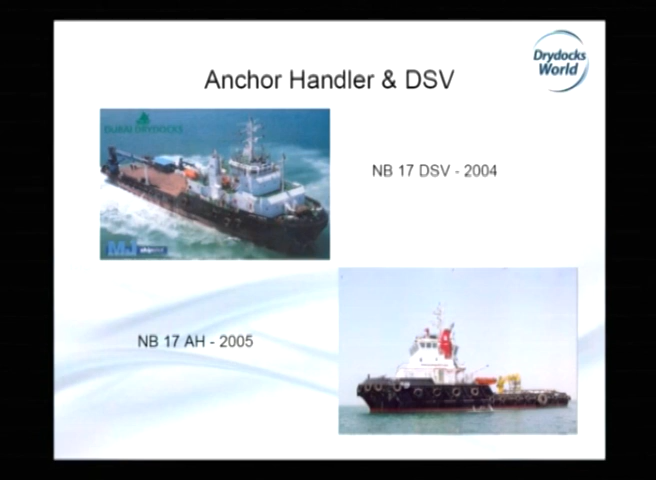 Drydocks
World
Anchor Handler & DSV
DUBAI DRYDOCKS
NB 17 DSV - 2004
MJ
NB 17 AH - 2005